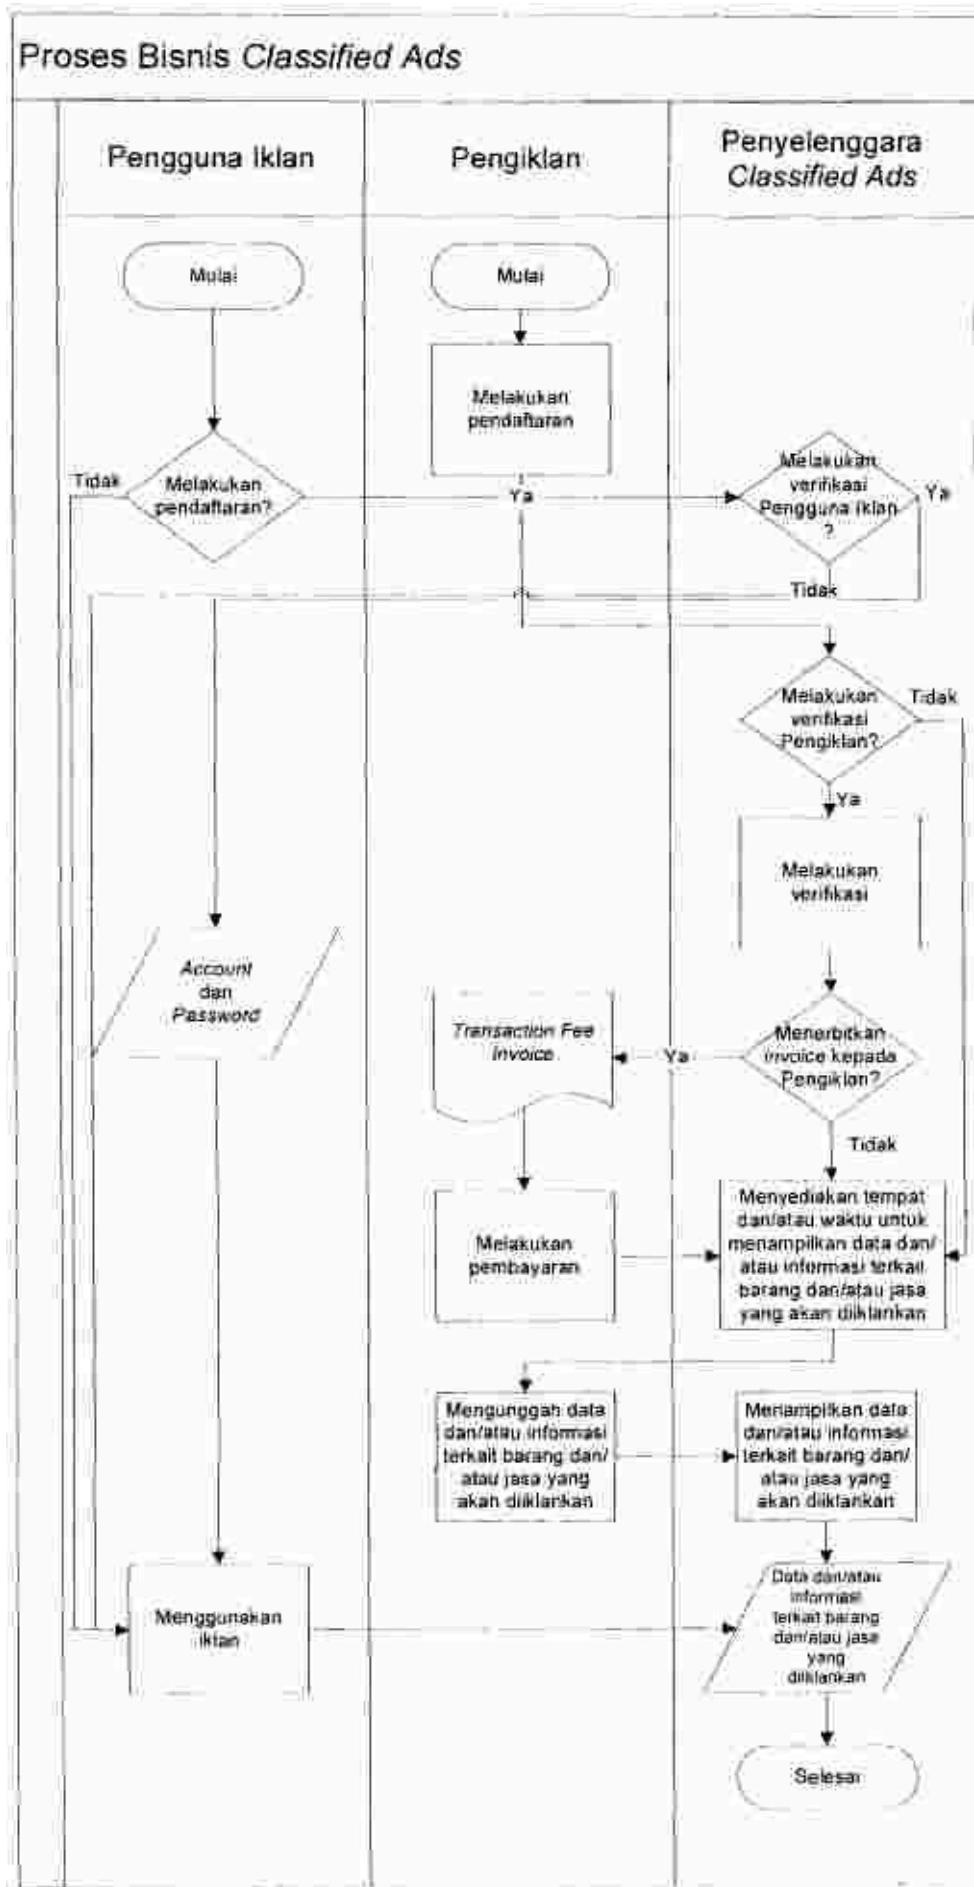 Proses Bisnis Classified Ads
Pengguna Iklan
Pengiklan
Penyelenggara
Classified Ads
Mulai
Mulai
Melakukan
pendaftaran
Tidak
Melakukan
pendaftaran?
Ya
Melakukan
verifikasi
Pengguna Iklan
?
Ya
Tidak
Melakukan
verifikasi
Pengiklan?
Tidak
Ya
Melakukan
verifikasi
Account
dan
Password
Transaction Fee
Invoice
Ya
Menerbitkan
invoice kepada
Pengiklan?
Tidak
Melakukan
pembayaran
Menyediakan tempat
dan/atau waktu untuk
menampilkan data dan/
atau informasi terkait
barang dan/atau jasa
yang akan diiklankan
Mengunggah data
dan/atau informasi
terkait barang dan/
atau jasa yang
akan diiklankan
Menampilkan data
dan/atau informasi
terkait barang dan/
atau jasa yang
akan diiklankan
Menggunakan
iklan
Data dan/atau
informasi
terkait barang
dan/atau jasa
yang
diiklankan
Selesai